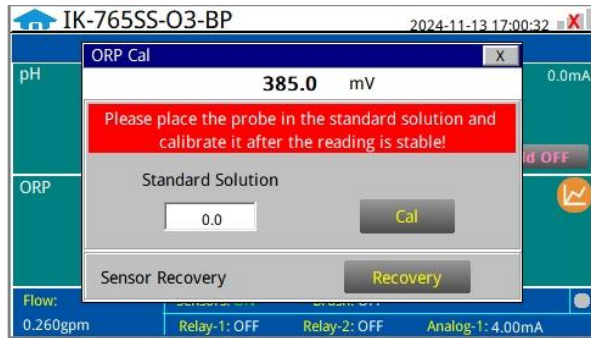 IK-765SS-O3-BP
2024-11-13 17:00:32
X
ORP Cal
X
pH
385.0 mV
0.0mA
Please place the probe in the standard solution and
calibrate it after the reading is stable!
OFF
Standard Solution
ORP
0.0
Cal
Sensor Recovery
Recovery
Flow:
0.260gpm
Relay-1: OFF
Relay-2: OFF
Analog-1: 4.00mA